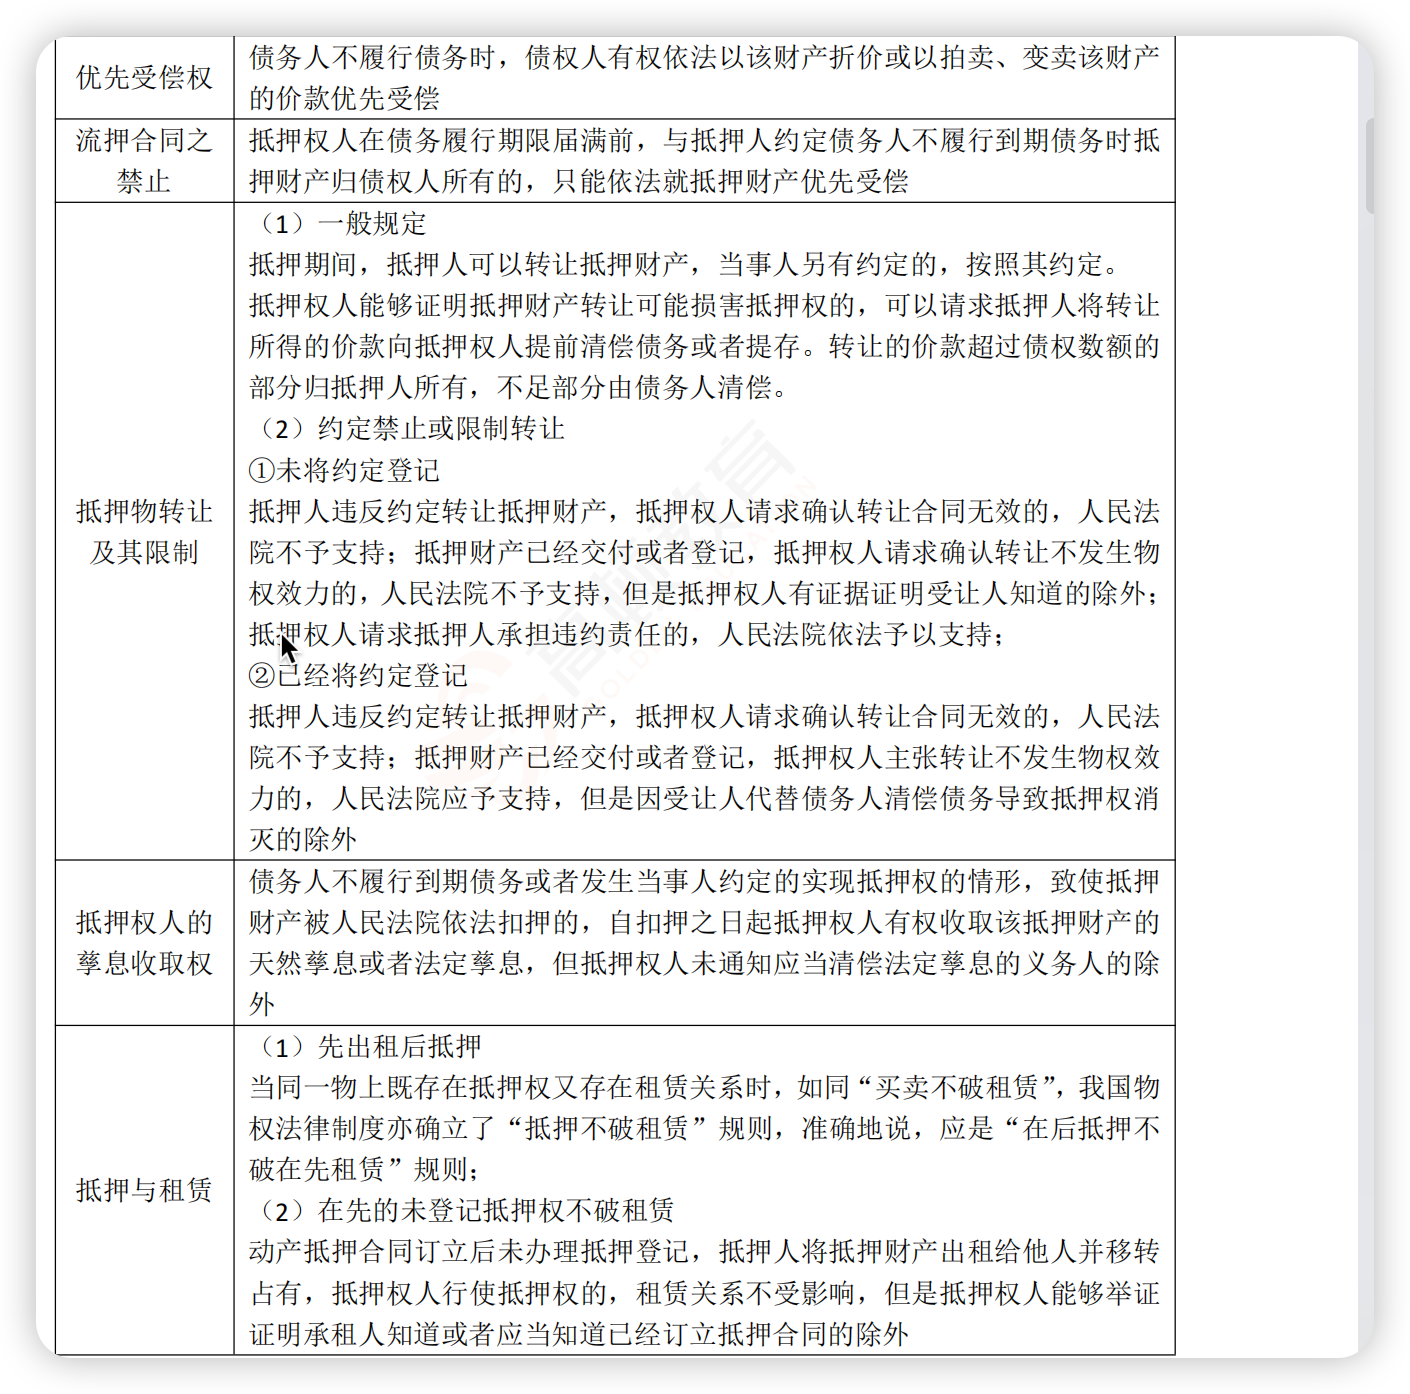 优先受偿权
债务人不履行债务时，债权人有权依法以该财产折价或以拍卖、变卖该财产
的价款优先受偿
流押合同之
禁止
抵押权人在债务履行期限届满前，与抵押人约定债务人不履行到期债务时抵
押财产归债权人所有的，只能依法就抵押财产优先受偿
抵押物转让
及其限制
（1）一般规定
抵押期间，抵押人可以转让抵押财产，当事人另有约定的，按照其约定。
抵押权人能够证明抵押财产转让可能损害抵押权的，可以请求抵押人将转让
所得的价款向抵押权人提前清偿债务或者提存。转让的价款超过债权数额的
部分归抵押人所有，不足部分由债务人清偿。
（2）约定禁止或限制转让
①未将约定登记
抵押人违反约定转让抵押财产，抵押权人请求确认转让合同无效的，人民法
院不予支持；抵押财产已经交付或者登记，抵押权人请求确认转让不发生物
权效力的，人民法院不予支持，但是抵押权人有证据证明受让人知道的除外；
抵押权人请求抵押人承担违约责任的，人民法院依法予以支持；
②已经将约定登记
抵押人违反约定转让抵押财产，抵押权人请求确认转让合同无效的，人民法
院不予支持；抵押财产已经交付或者登记，抵押权人主张转让不发生物权效
力的，人民法院应予支持，但是因受让人代替债务人清偿债务导致抵押权消
灭的除外
抵押权人的
孳息收取权
债务人不履行到期债务或者发生当事人约定的实现抵押权的情形，致使抵押
财产被人民法院依法扣押的，自扣押之日起抵押权人有权收取该抵押财产的
天然孳息或者法定孳息，但抵押权人未通知应当清偿法定孳息的义务人的除
外
抵押与租赁
（1）先出租后抵押
当同一物上既存在抵押权又存在租赁关系时，如同“买卖不破租赁”，我国物
权法律制度亦确立了“抵押不破租赁”规则，准确地说，应是“在后抵押不
破在先租赁”规则；
（2）在先的未登记抵押权不破租赁
动产抵押合同订立后未办理抵押登记，抵押人将抵押财产出租给他人并移转
占有，抵押权人行使抵押权的，租赁关系不受影响，但是抵押权人能够举证
证明承租人知道或者应当知道已经订立抵押合同的除外
高顿教育